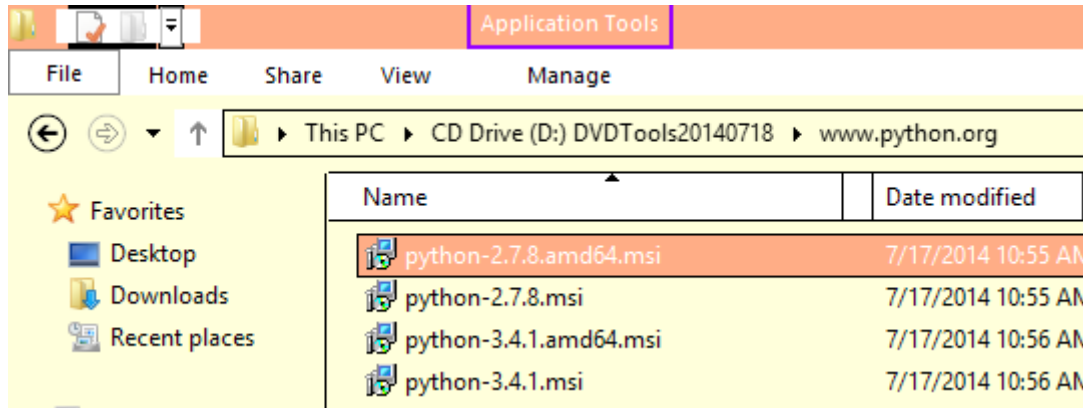 Application Tools
File Home Share View Manage
This PC CD Drive (D:) DVDTools20140718 www.python.org
Name Date modified
Favorites
Desktop python-2.7.8.amd64.msi 7/17/2014 10:55 AM
Downloads python-2.7.8.msi 7/17/2014 10:55 AM
Recent places python-3.4.1.amd64.msi 7/17/2014 10:56 AM
python-3.4.1.msi 7/17/2014 10:56 AM